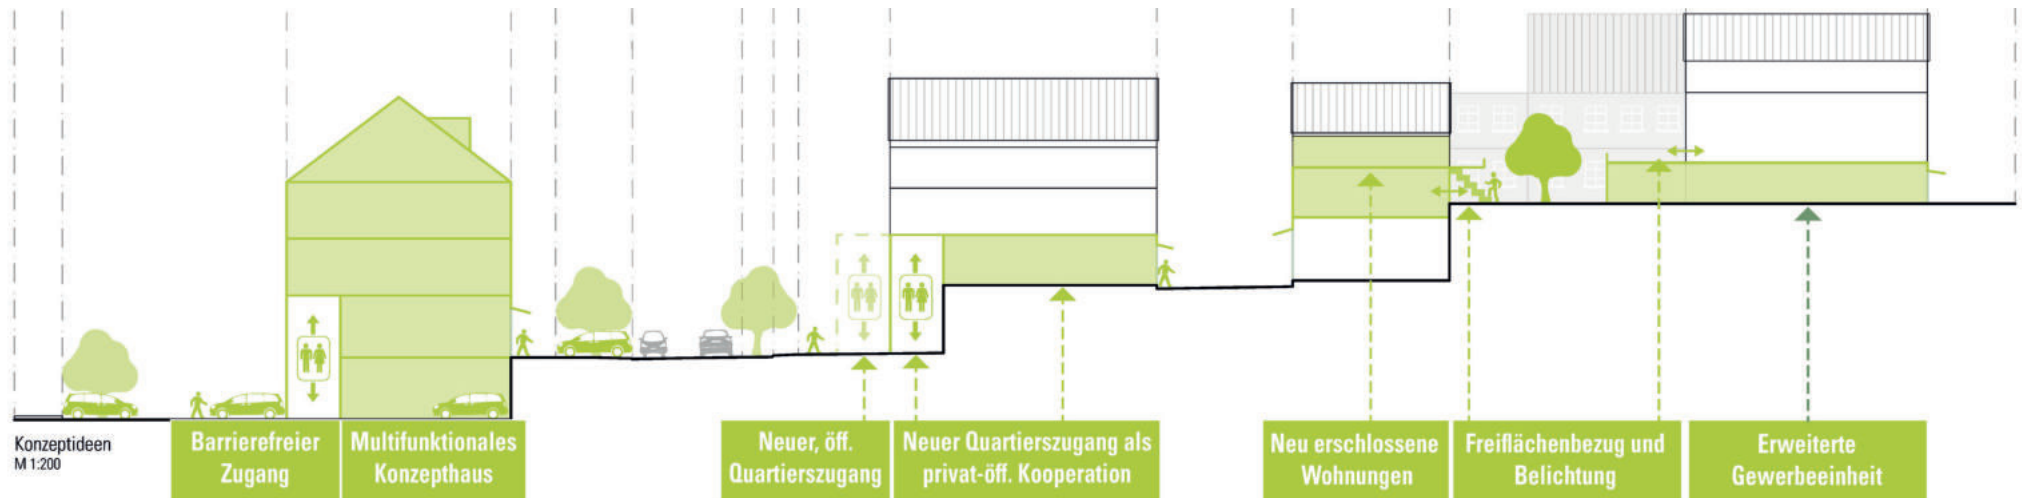 Konzeptideen
M 1:200
Barrierefreier
Zugang
Multifunktionales
Konzepthaus
Neuer, öff.
Quartierszugang
Neuer Quartierszugang als
privat-öff. Kooperation
Neu erschlossene
Wohnungen
Freiflächenbezug und
Belichtung
Erweiterte
Gewerbeeinheit